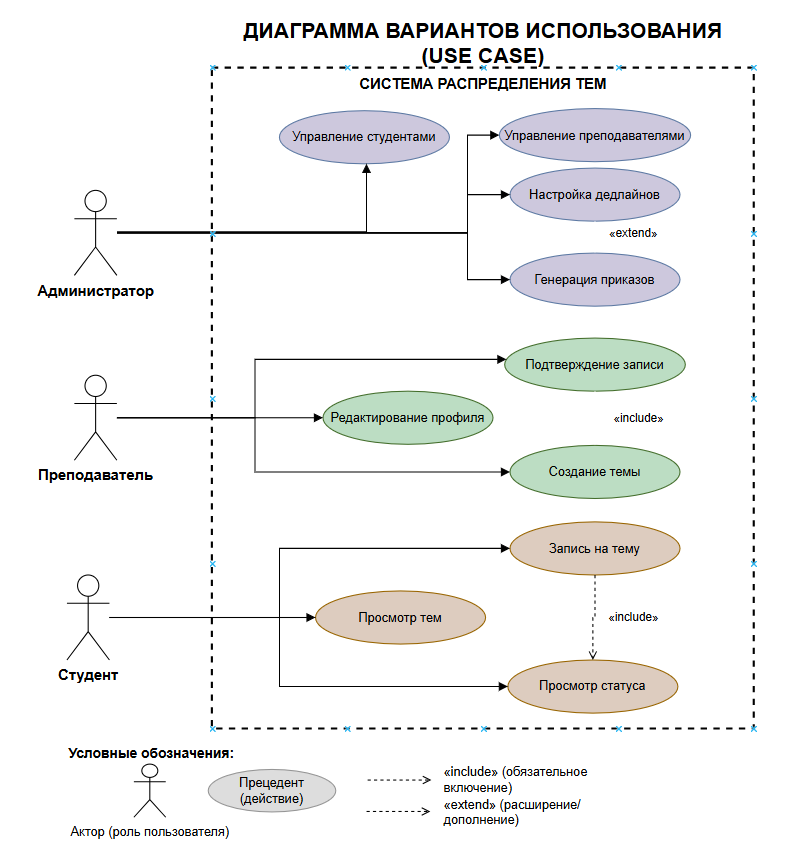 ДИАГРАММА ВАРИАНТОВ ИСПОЛЬЗОВАНИЯ
(USE CASE)
СИСТЕМА РАСПРЕДЕЛЕНИЯ ТЕМ
Управление студентами
Управление преподавателями
Настройка дедлайнов
«extend»
Генерация приказов
Администратор
Подтверждение записи
Редактирование профиля
«include»
Создание темы
Преподаватель
Запись на тему
Просмотр тем
«include»
Просмотр статуса
Студент
Условные обозначения:
Актор (роль пользователя)
Прецедент
(действие)
«include» (обязательное
включение)
«extend» (расширение/
дополнение)